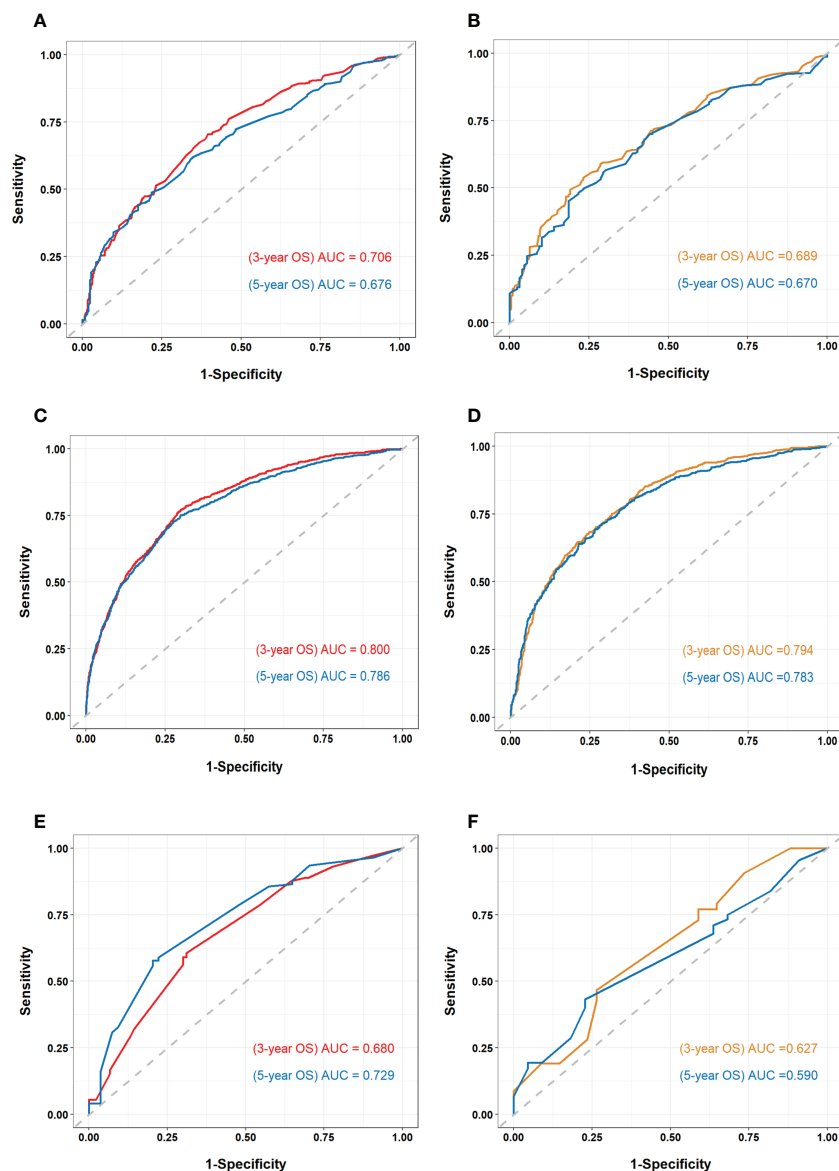 A
1.00
0.75
0.50
0.25
0.00
Sensitivity
(3-year OS) AUC = 0.706
(5-year OS) AUC = 0.676
0.00 0.25 0.50 0.75 1.00
1-Specificity
B
1.00
0.75
0.50
0.25
0.00
Sensitivity
(3-year OS) AUC =0.689
(5-year OS) AUC =0.670
0.00 0.25 0.50 0.75 1.00
1-Specificity
C
1.00
0.75
0.50
0.25
0.00
Sensitivity
(3-year OS) AUC = 0.800
(5-year OS) AUC = 0.786
0.00 0.25 0.50 0.75 1.00
1-Specificity
D
1.00
0.75
0.50
0.25
0.00
Sensitivity
(3-year OS) AUC =0.794
(5-year OS) AUC =0.783
0.00 0.25 0.50 0.75 1.00
1-Specificity
E
1.00
0.75
0.50
0.25
0.00
Sensitivity
(3-year OS) AUC = 0.680
(5-year OS) AUC = 0.729
0.00 0.25 0.50 0.75 1.00
1-Specificity
F
1.00
0.75
0.50
0.25
0.00
Sensitivity
(3-year OS) AUC =0.627
(5-year OS) AUC =0.590
0.00 0.25 0.50 0.75 1.00
1-Specificity